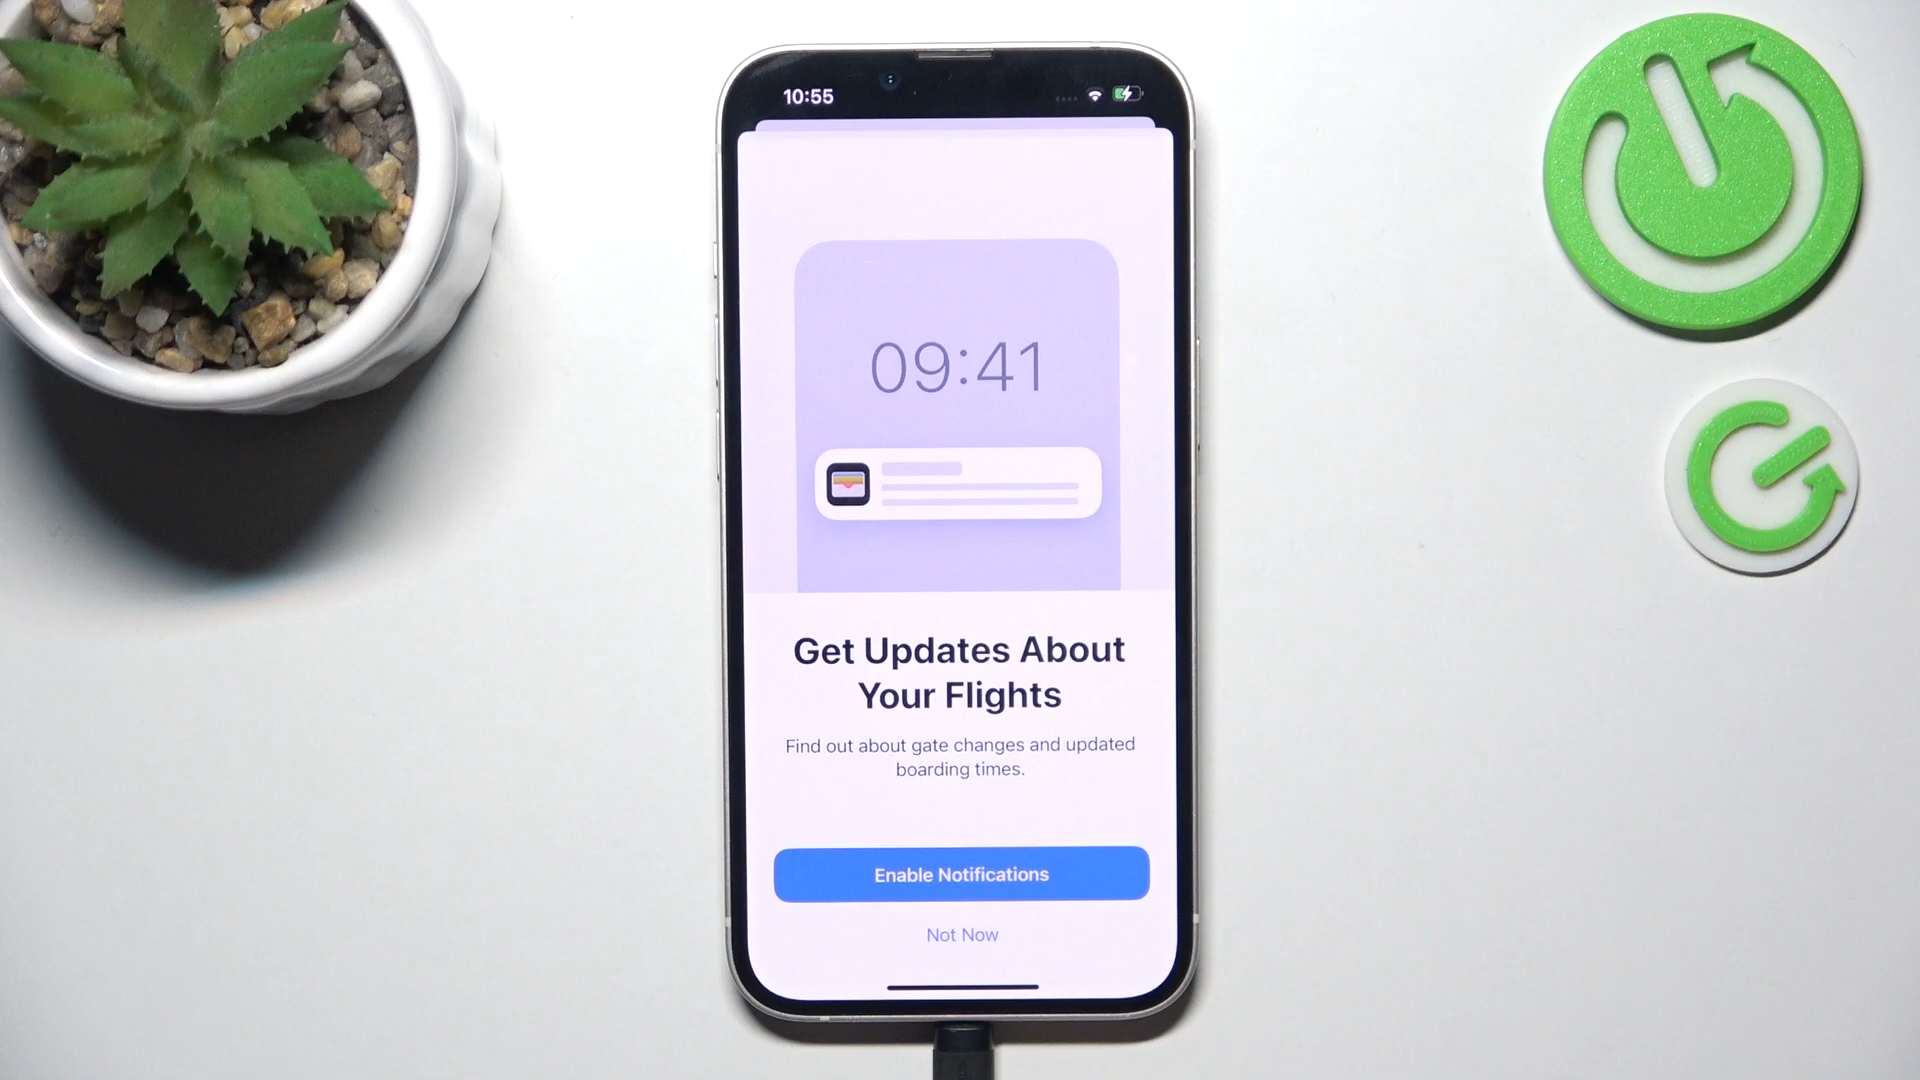 10:55
09:41
Get Updates About
Your Flights
Find out about gate changes and updated
boarding times.
Enable Notifications
Not Now